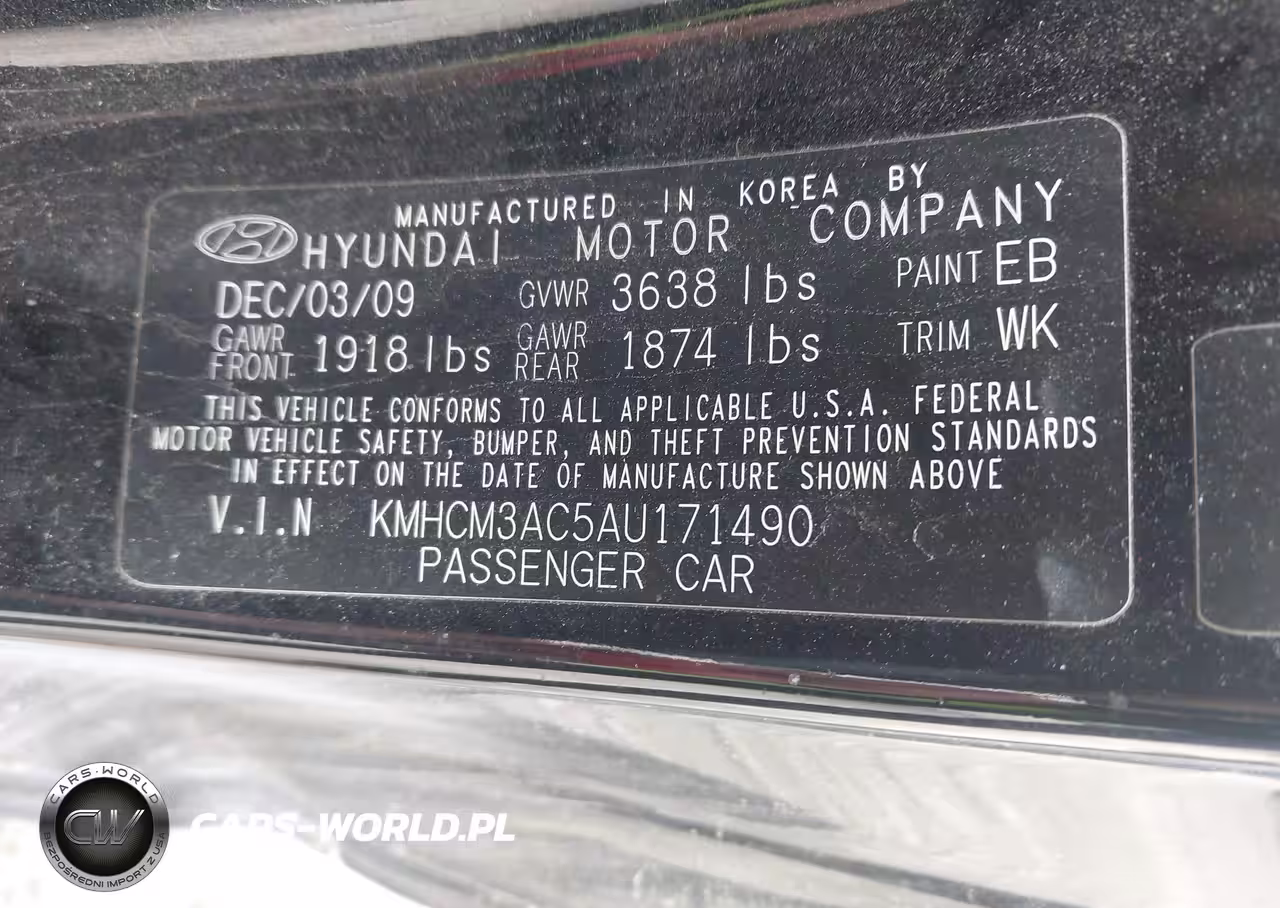 MANUFACTURED IN KOREA BY
HYUNDAI MOTOR COMPANY
DEC/03/09 GVWR 3638 lbs PAINT EB
GAWR FRONT 1918 lbs GAWR REAR 1874 lbs TRIM WK
THIS VEHICLE CONFORMS TO ALL APPLICABLE U.S.A. FEDERAL
MOTOR VEHICLE SAFETY, BUMPER, AND THEFT PREVENTION STANDARDS
IN EFFECT ON THE DATE OF MANUFACTURE SHOWN ABOVE
V.I.N KMHCM3AC5AU171490
PASSENGER CAR
CARS-WORLD
CW
BEZPOŚREDNI IMPORT Z USA
CARS-WORLD.PL